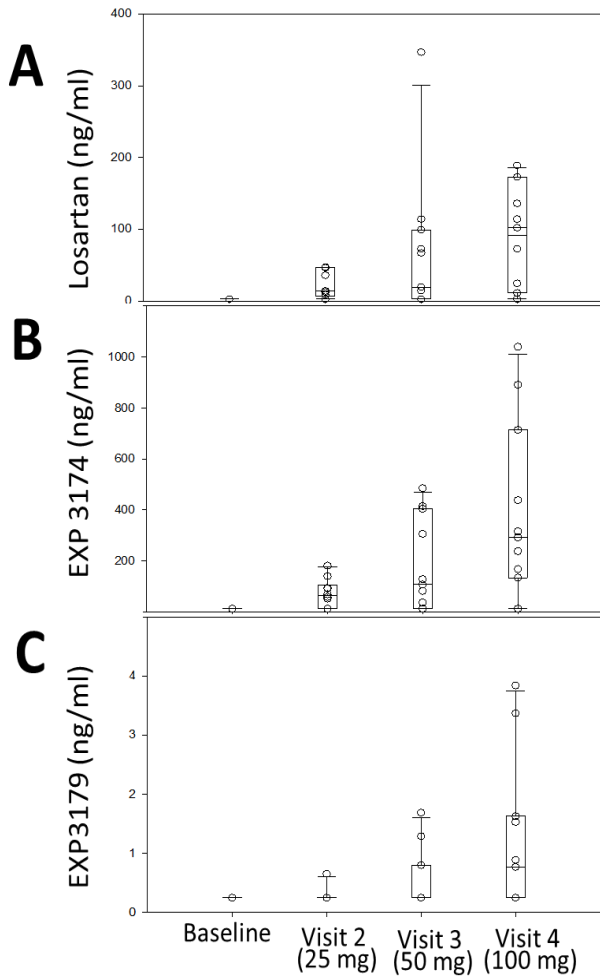 A
Losartan (ng/ml)
400
300
200
100
0
B
EXP 3174 (ng/ml)
1000
800
600
400
200
C
EXP3179 (ng/ml)
4
3
2
1
0
Baseline
Visit 2
(25 mg)
Visit 3
(50 mg)
Visit 4
(100 mg)